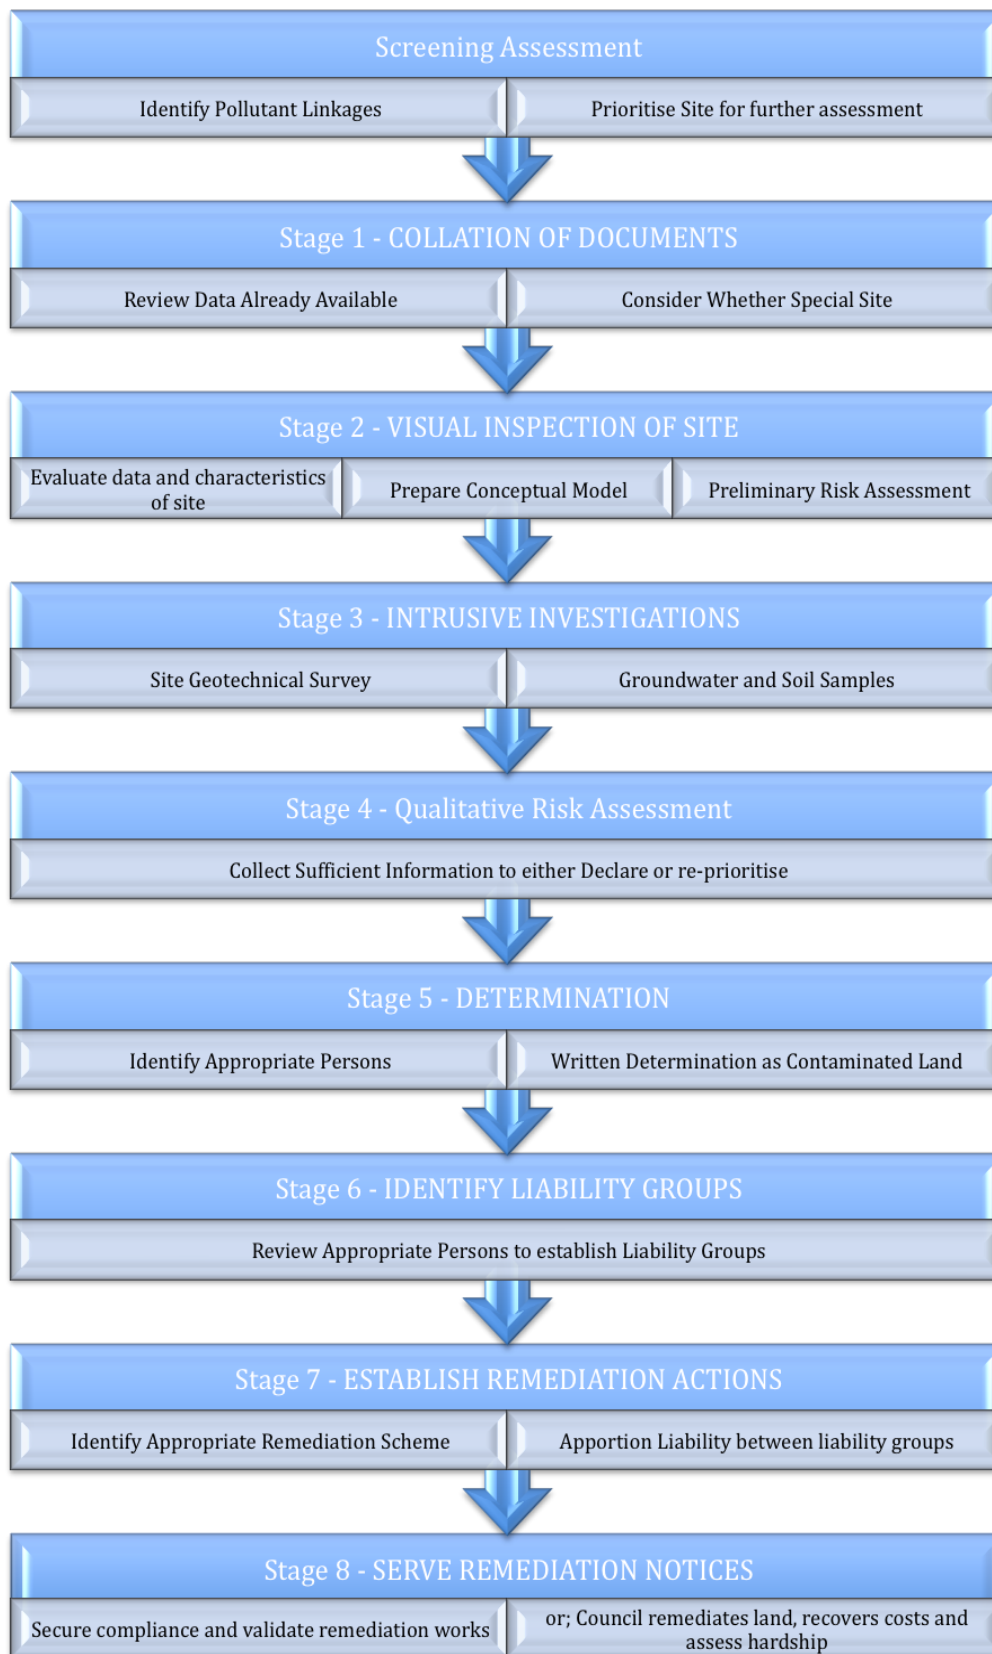 Screening Assessment
Identify Pollutant Linkages
Prioritise Site for further assessment
Stage 1 - COLLATION OF DOCUMENTS
Review Data Already Available
Consider Whether Special Site
Stage 2 - VISUAL INSPECTION OF SITE
Evaluate data and characteristics
of site
Prepare Conceptual Model
Preliminary Risk Assessment
Stage 3 - INTRUSIVE INVESTIGATIONS
Site Geotechnical Survey
Groundwater and Soil Samples
Stage 4 - Qualitative Risk Assessment
Collect Sufficient Information to either Declare or re-prioritise
Stage 5 - DETERMINATION
Identify Appropriate Persons
Written Determination as Contaminated Land
Stage 6 - IDENTIFY LIABILITY GROUPS
Review Appropriate Persons to establish Liability Groups
Stage 7 - ESTABLISH REMEDIATION ACTIONS
Identify Appropriate Remediation Scheme
Apportion Liability between liability groups
Stage 8 - SERVE REMEDIATION NOTICES
Secure compliance and validate remediation works
or; Council remediates land, recovers costs and
assess hardship